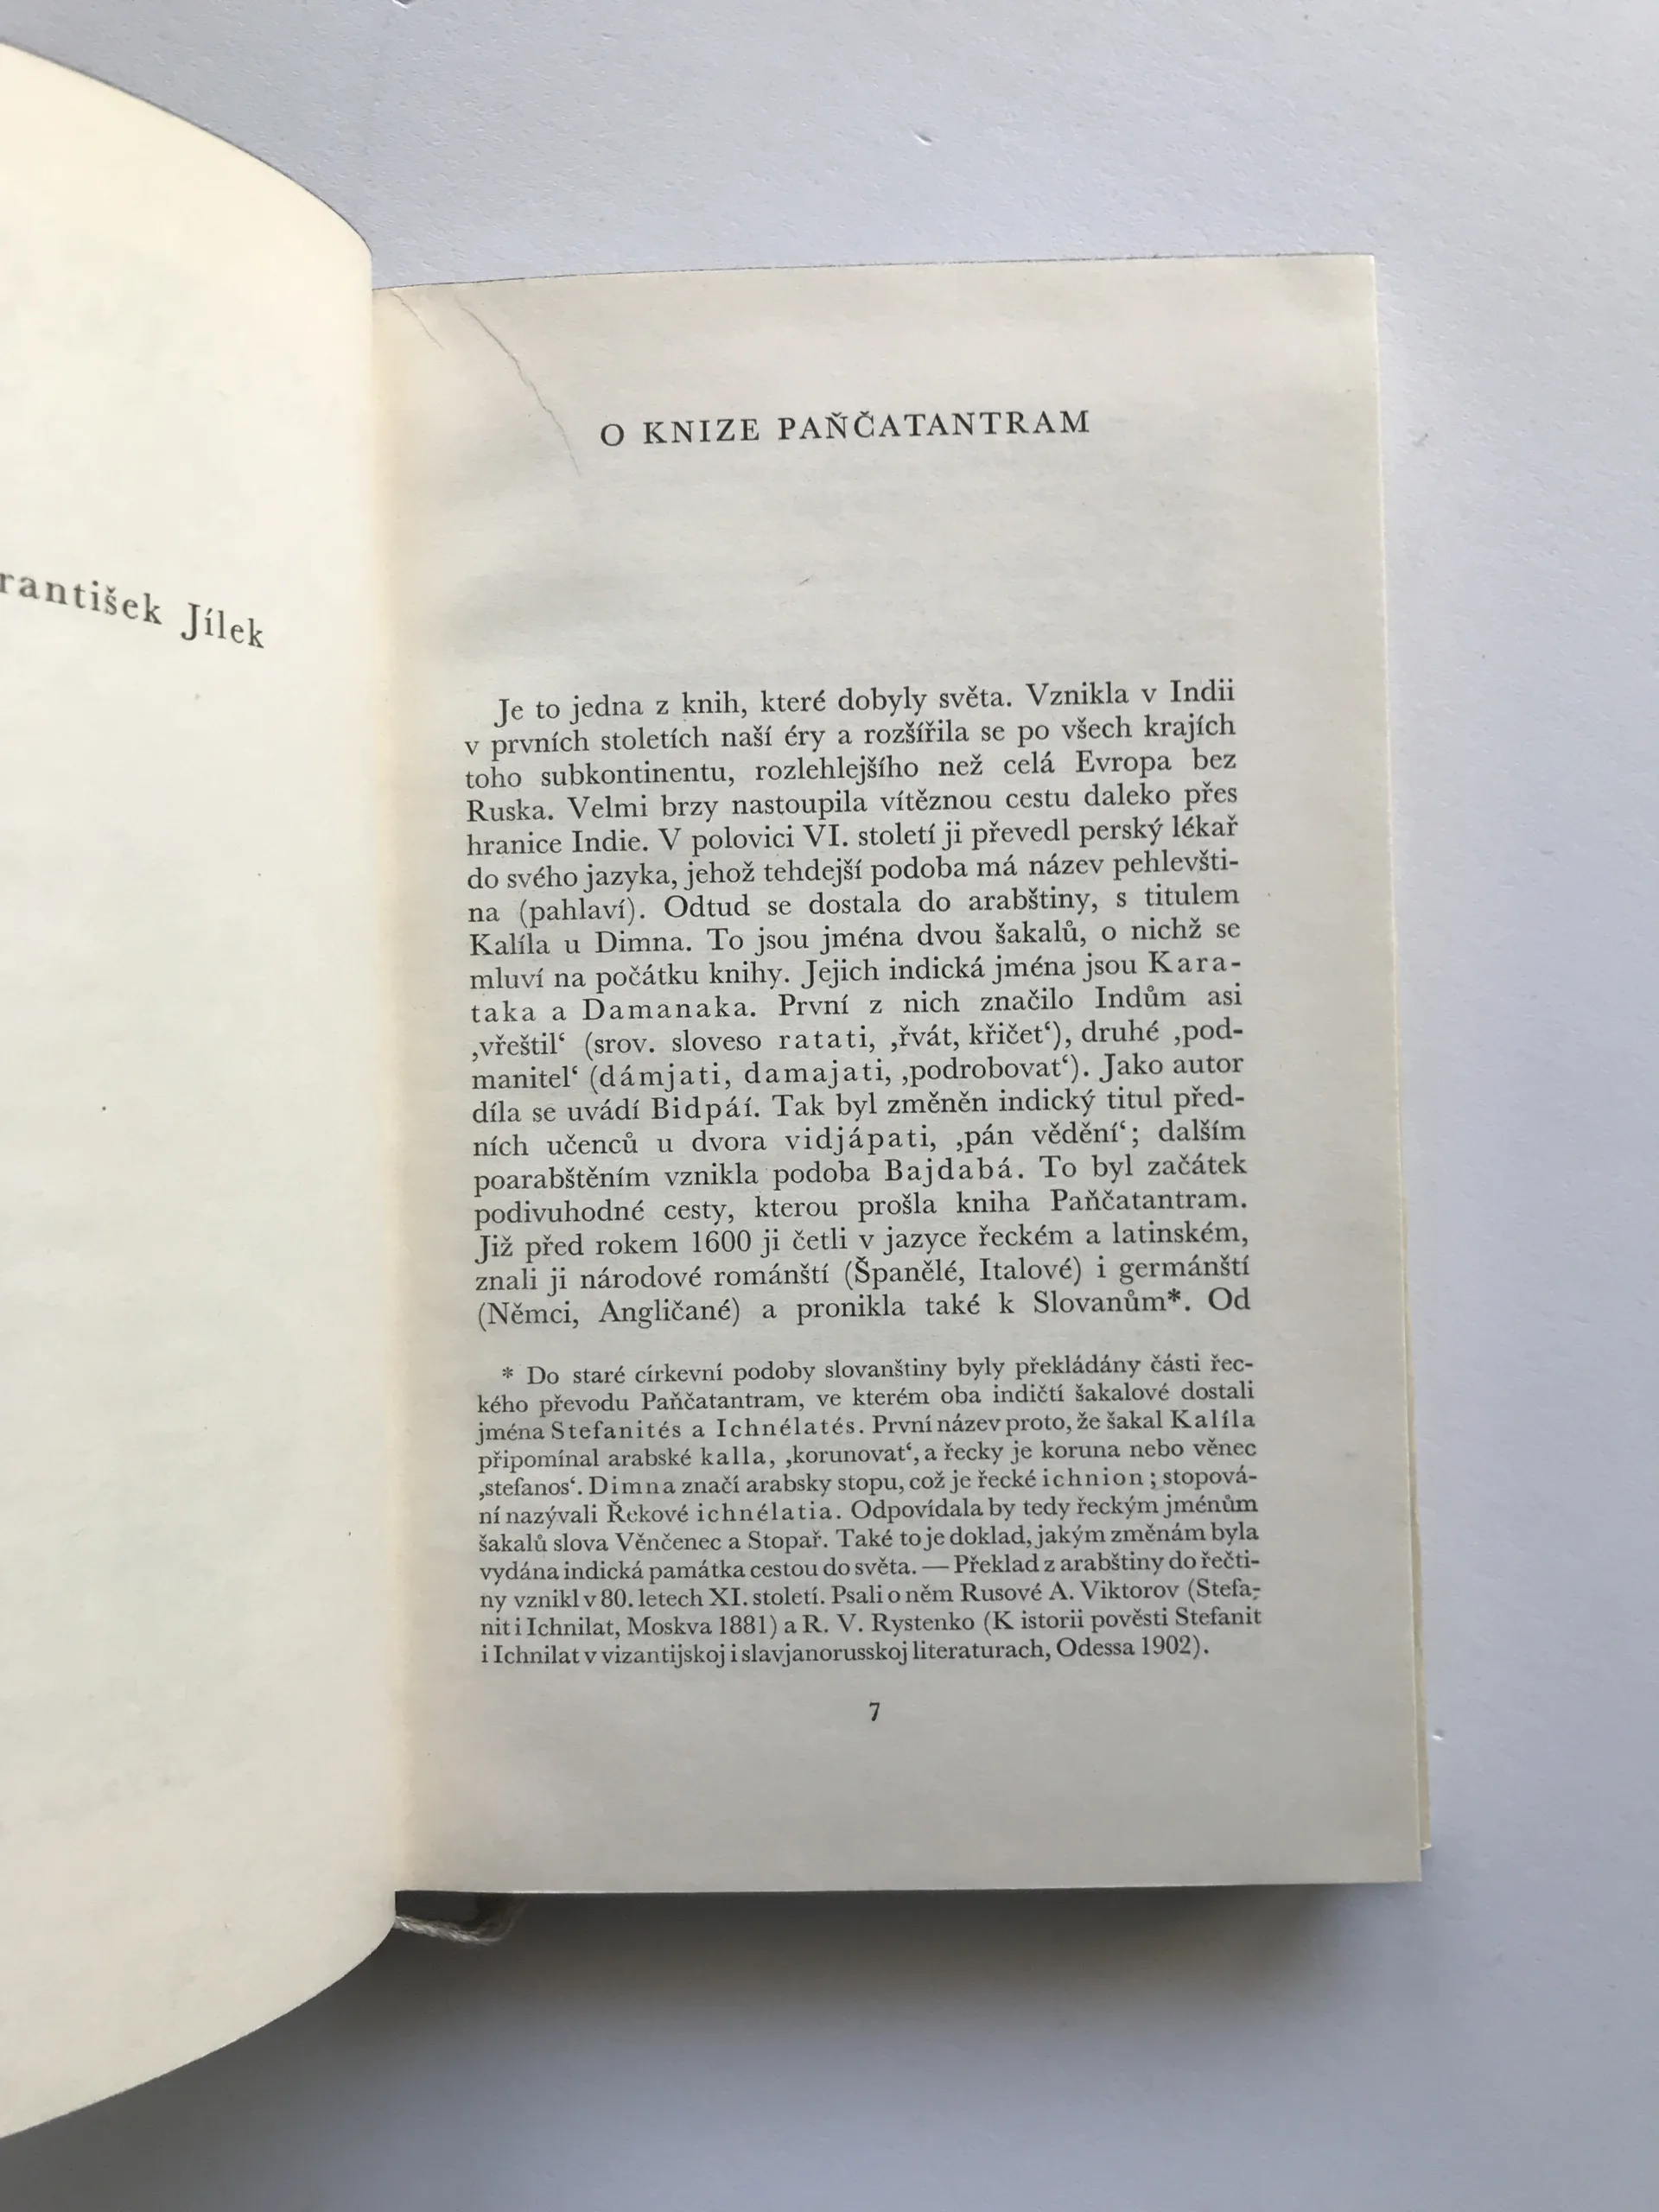 rantišek Jílek
O KNIZE PAŇČATANTRAM
Je to jedna z knih, které dobyly světa. Vznikla v Indii
v prvních stoletích naší éry a rozšířila se po všech krajích
toho subkontinentu, rozlehlejšího než celá Evropa bez
Ruska. Velmi brzy nastoupila vítěznou cestu daleko přes
hranice Indie. V polovici VI. století ji převedl perský lékař
do svého jazyka, jehož tehdejší podoba má název pehlevšti-
na (pahlaví). Odtud se dostala do arabštiny, s titulem
Kalíla u Dimna. To jsou jména dvou šakalů, o nichž se
mluví na počátku knihy. Jejich indická jména jsou Kara-
taka a Damanaka. První z nich značilo Indům asi
‚vřeštil‘ (srov. sloveso ratati, ‚řvát, křičet‘), druhé ‚pod-
manitel‘ (dámjati, damajati, ‚podrobovat‘). Jako autor
díla se uvádí Bidpáí. Tak byl změněn indický titul před-
ních učenců u dvora vidjápati, ‚pán vědění‘; dalším
poarabštěním vznikla podoba Bajdabá. To byl začátek
podivuhodné cesty, kterou prošla kniha Paňčatantram.
Již před rokem 1600 ji četli v jazyce řeckém a latinském,
znali ji národové románští (Španělé, Italové) i germánští
(Němci, Angličané) a pronikla také k Slovanům*. Od
* Do staré církevní podoby slovanštiny byly překládány části řec-
kého převodu Paňčatantram, ve kterém oba indičtí šakalové dostali
jména Stefanités a Ichnélatés. První název proto, že šakal Kalíla
připomínal arabské kalla, ‚korunovat‘, a řecky je koruna nebo věnec
‚stefanos‘. Dimna značí arabsky stopu, což je řecké ichnion; stopová-
ní nazývali Řekové ichnélatia. Odpovídala by tedy řeckým jménům
šakalů slova Věnčenec a Stopař. Také to je doklad, jakým změnám byla
vydána indická památka cestou do světa. — Překlad z arabštiny do řečti-
ny vznikl v 80. letech XI. století. Psali o něm Rusové A. Viktorov (Stefa-
nit i Ichnilat, Moskva 1881) a R. V. Rystenko (K istorii pověsti Stefanit
i Ichnilat v vizantijskoj i slavjanorusskoj literaturach, Odessa 1902).
7